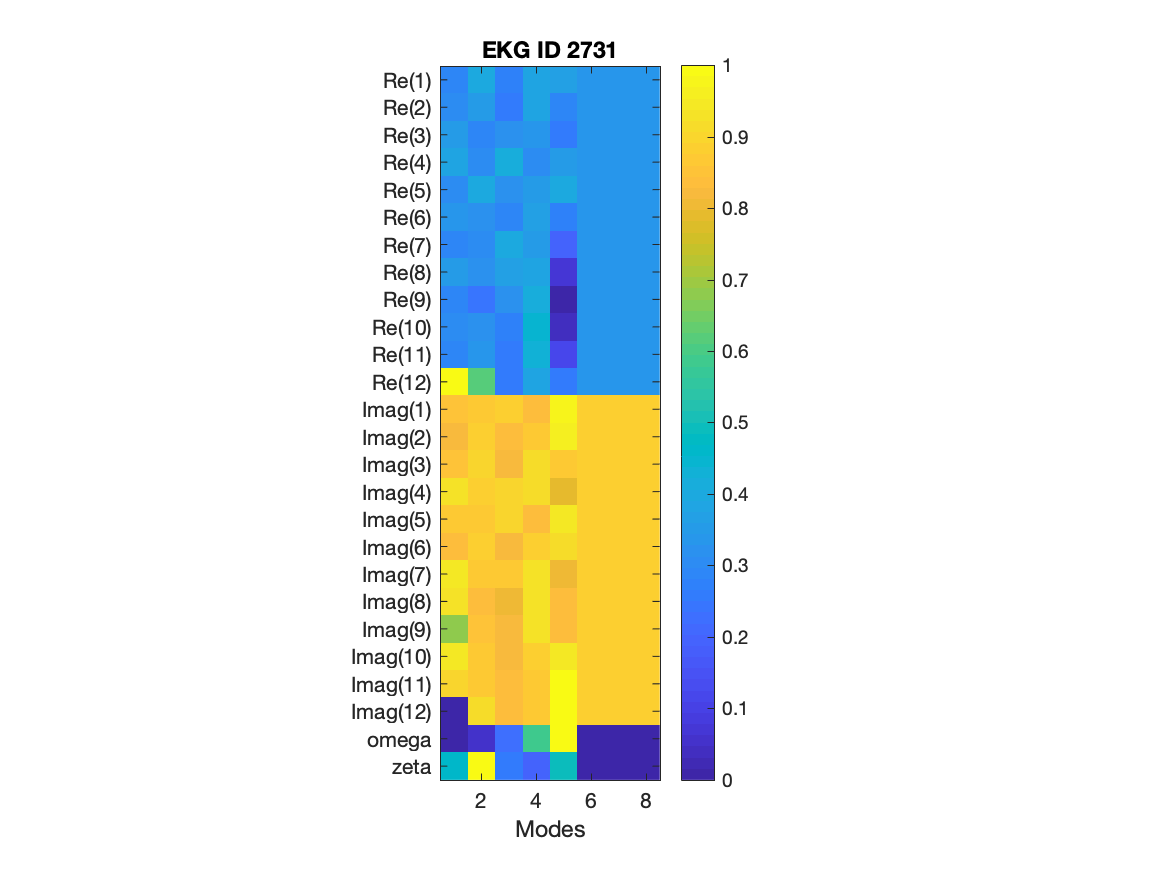 EKG ID 2731
Re(1)
Re(2)
Re(3)
Re(4)
Re(5)
Re(6)
Re(7)
Re(8)
Re(9)
Re(10)
Re(11)
Re(12)
Imag(1)
Imag(2)
Imag(3)
Imag(4)
Imag(5)
Imag(6)
Imag(7)
Imag(8)
Imag(9)
Imag(10)
Imag(11)
Imag(12)
omega
zeta
2 4 6 8
Modes
1
0.9
0.8
0.7
0.6
0.5
0.4
0.3
0.2
0.1
0